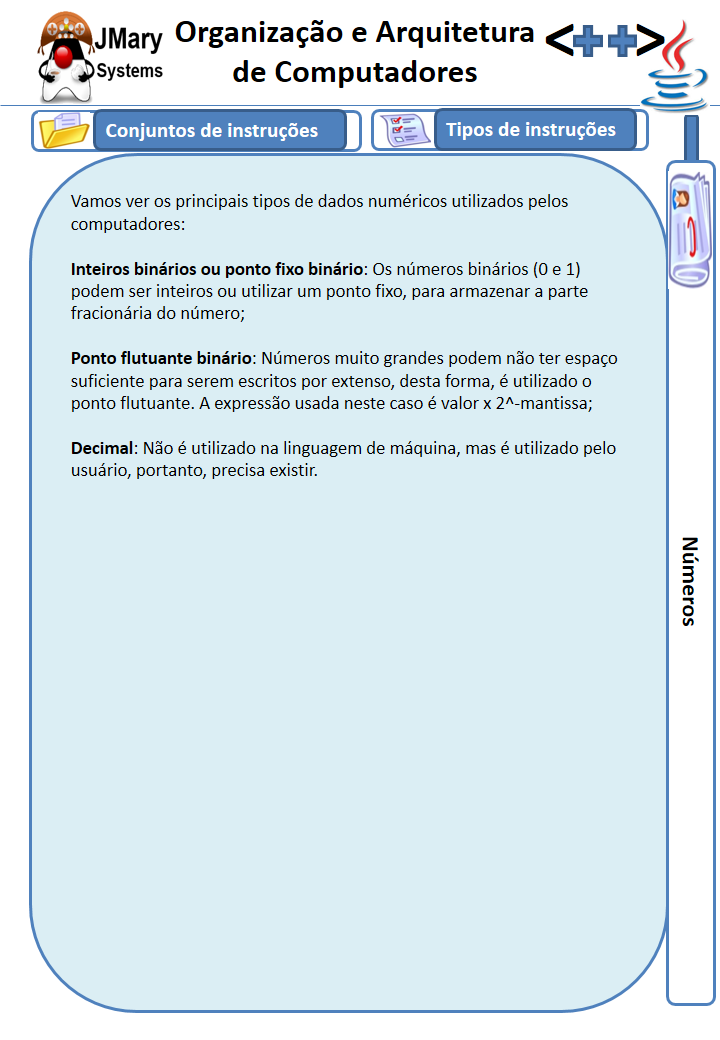 JMary
Systems
Organização e Arquitetura
de Computadores
<++>
Conjuntos de instruções
Tipos de instruções
Vamos ver os principais tipos de dados numéricos utilizados pelos
computadores:
Inteiros binários ou ponto fixo binário: Os números binários (0 e 1)
podem ser inteiros ou utilizar um ponto fixo, para armazenar a parte
fracionária do número;
Ponto flutuante binário: Números muito grandes podem não ter espaço
suficiente para serem escritos por extenso, desta forma, é utilizado o
ponto flutuante. A expressão usada neste caso é valor x 2^-mantissa;
Decimal: Não é utilizado na linguagem de máquina, mas é utilizado pelo
usuário, portanto, precisa existir.
Números